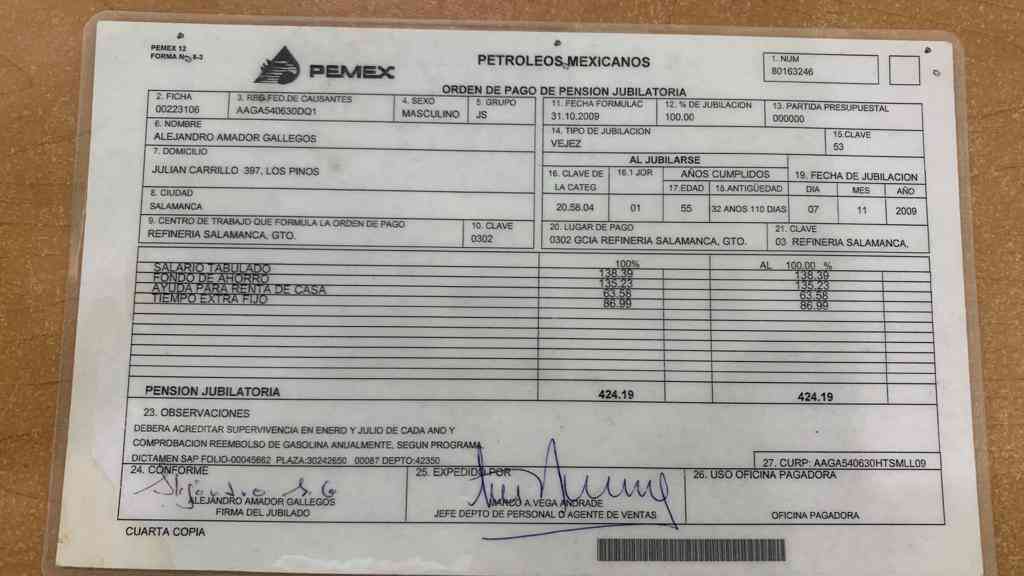 PEMEX 12
FORMA No. 8-3
PEMEX
PETROLEOS MEXICANOS
ORDEN DE PAGO DE PENSION JUBILATORIA
1. NUM
80163246
2. FICHA
00223106
3. REG.FED.DE CAUSANTES
AAGA540630DQ1
4. SEXO
MASCULINO
5. GRUPO
JS
11. FECHA FORMULAC
31.10.2009
12. % DE JUBILACION
100.00
13. PARTIDA PRESUPUESTAL
000000
6. NOMBRE
ALEJANDRO AMADOR GALLEGOS
14. TIPO DE JUBILACION
VEJEZ
15.CLAVE
53
7. DOMICILIO
JULIAN CARRILLO 397, LOS PINOS
AL JUBILARSE
16. CLAVE DE
LA CATEG
16.1 JOR
AÑOS CUMPLIDOS
17.EDAD
18.ANTIGÜEDAD
19. FECHA DE JUBILACION
DIA
MES
AÑO
20.58.04
01
55
32 ANOS 110 DIAS
07
11
2009
8. CIUDAD
SALAMANCA
9. CENTRO DE TRABAJO QUE FORMULA LA ORDEN DE PAGO
REFINERIA SALAMANCA, GTO.
10. CLAVE
0302
20. LUGAR DE PAGO
0302 GCIA REFINERIA SALAMANCA, GTO.
21. CLAVE
03 REFINERIA SALAMANCA,
100%
AL 100.00 %
SALARIO TABULADO 138.39 138.39
FONDO DE AHORRO 135.23 135.23
AYUDA PARA RENTA DE CASA 63.58 63.58
TIEMPO EXTRA FIJO 86.99 86.99
PENSION JUBILATORIA 424.19 424.19
23. OBSERVACIONES
DEBERA ACREDITAR SUPERVIVENCIA EN ENERO Y JULIO DE CADA ANO Y
COMPROBACION REEMBOLSO DE GASOLINA ANUALMENTE, SEGUN PROGRAMA
DICTAMEN SAP FOLIO-00045662 PLAZA:30242650 00087 DEPTO:42350
27. CURP: AAGA540630HTSMLL09
24. CONFORME
Alejandro A. G
ALEJANDRO AMADOR GALLEGOS
FIRMA DEL JUBILADO
25. EXPEDIDO POR
MARCO A.VEGA ANDRADE
JEFE DEPTO DE PERSONAL O AGENTE DE VENTAS
26. USO OFICINA PAGADORA
OFICINA PAGADORA
CUARTA COPIA